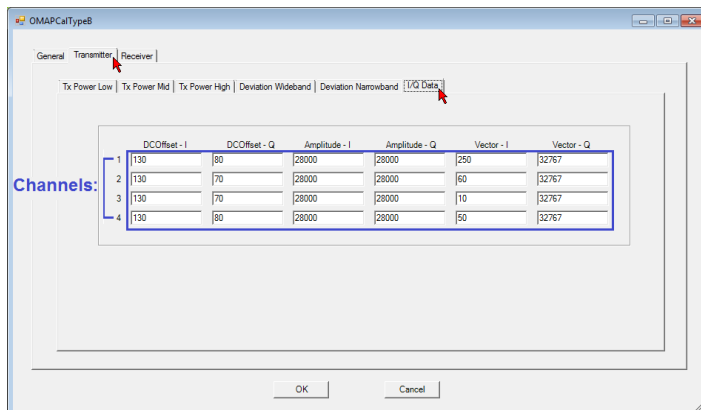 OMAPCalTypeB
General Transmitter Receiver
Tx Power Low Tx Power Mid Tx Power High Deviation Wideband Deviation Narrowband I/Q Data
DCOffset - I DCOffset - Q Amplitude - I Amplitude - Q Vector - I Vector - Q
1 130 80 28000 28000 250 32767
2 130 70 28000 28000 60 32767
Channels:
3 130 70 28000 28000 10 32767
4 130 80 28000 28000 50 32767
OK Cancel